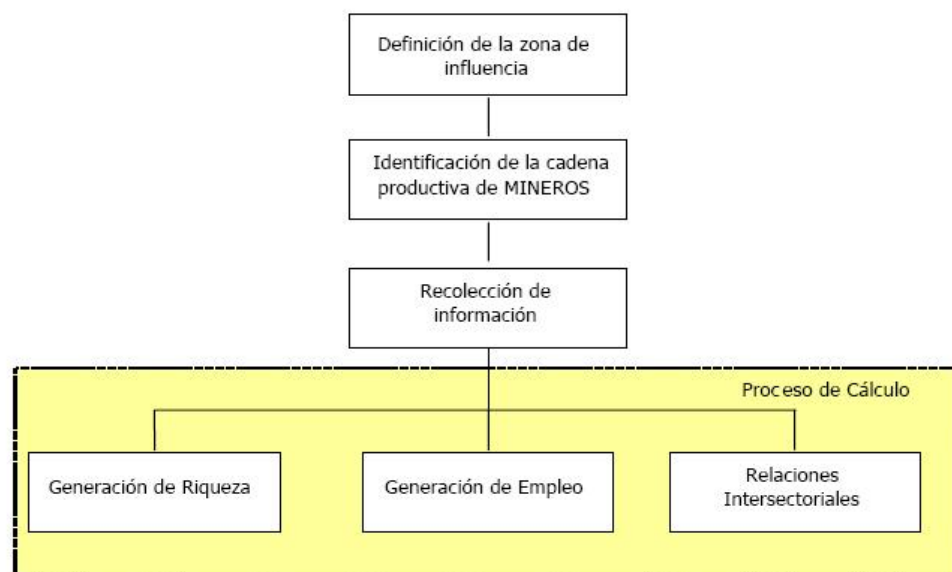 Definición de la zona de
influencia
Identificación de la cadena
productiva de MINEROS
Recolección de
información
Proceso de Cálculo
Generación de Riqueza
Generación de Empleo
Relaciones
Intersectoriales